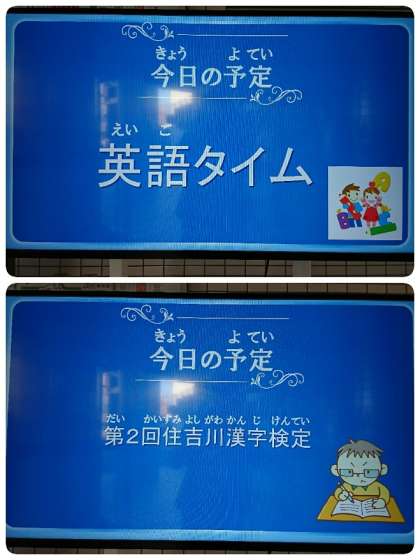 きょう よてい
今日の予定
えいご
英語タイム
きょう よてい
今日の予定
だい かいすみよしがわかんじ けんてい
第2回住吉川漢字検定